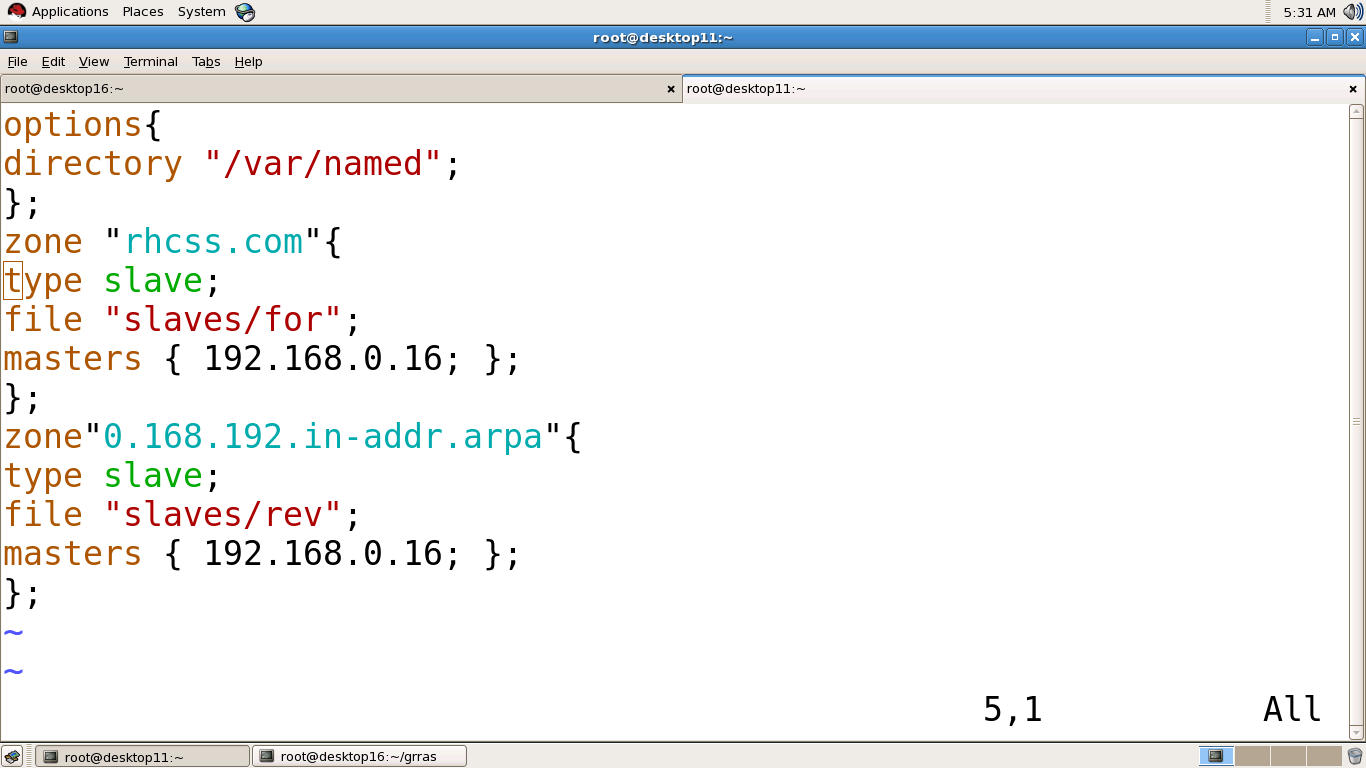 Applications Places System 5:31 AM
root@desktop11:~
File Edit View Terminal Tabs Help
root@desktop16:~ root@desktop11:~
options{
directory "/var/named";
};
zone "rhcss.com"{
type slave;
file "slaves/for";
masters { 192.168.0.16; };
};
zone"0.168.192.in-addr.arpa"{
type slave;
file "slaves/rev";
masters { 192.168.0.16; };
};
~
~
5,1 All
root@desktop11:~ root@desktop16:~/grras